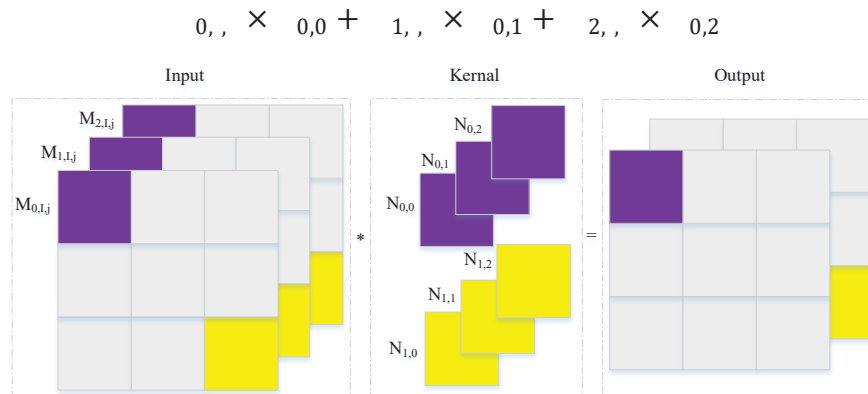 0, , × 0,0 + 1, , × 0,1 + 2, , × 0,2
Input Kernal Output
M2,I,j
M1,I,j
M0,I,j
N0,2
N0,1
N0,0
* =
N1,2
N1,1
N1,0